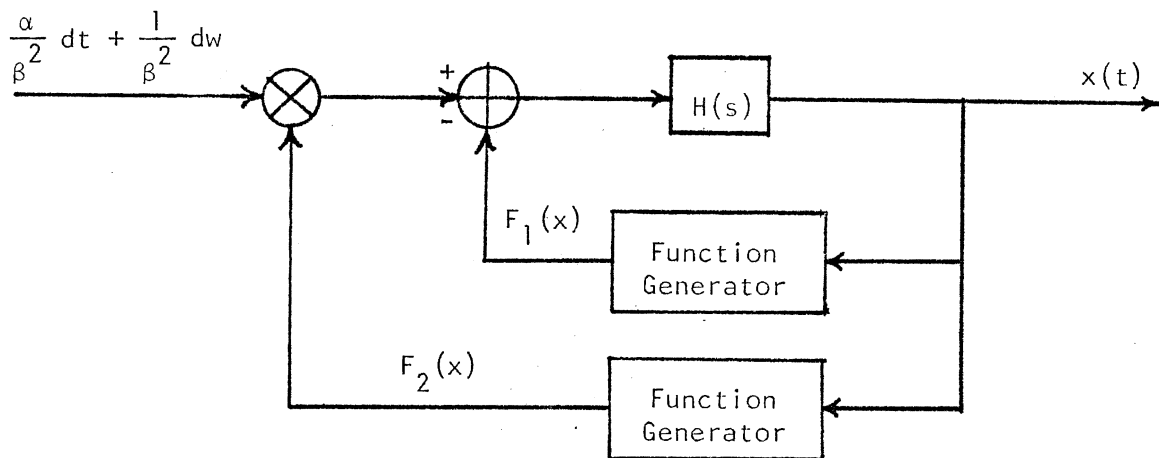 α/β² dt + 1/β² dw
+
-
H(s)
x(t)
F₁(x)
Function
Generator
F₂(x)
Function
Generator